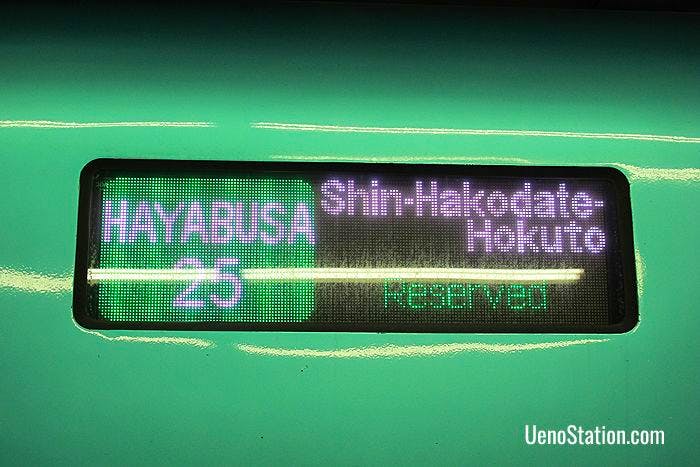 HAYABUSA
25
Shin-Hakodate-
Hokuto
Reserved
UenoStation.com